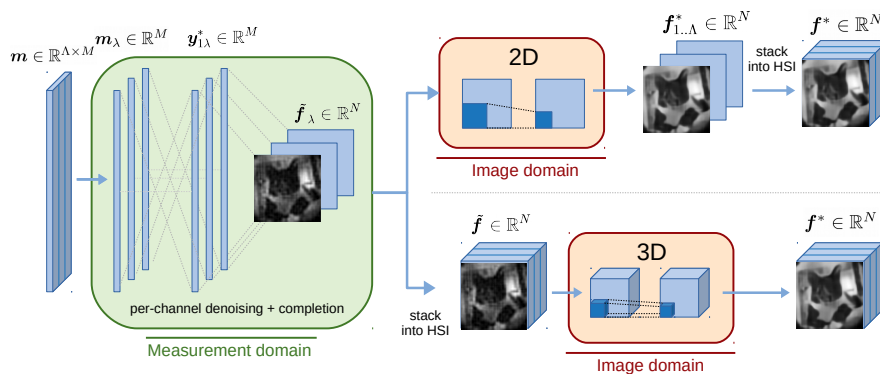 𝒎 ∈ ℝ^{Λ×M}
𝒎_λ ∈ ℝ^M
𝒚*_{1λ} ∈ ℝ^M
𝒇̃_λ ∈ ℝ^N
per-channel denoising + completion
Measurement domain
2D
Image domain
𝒇*_{1..Λ} ∈ ℝ^N
stack
into HSI
𝒇* ∈ ℝ^N
stack
into HSI
𝒇̃ ∈ ℝ^N
3D
Image domain
𝒇* ∈ ℝ^N